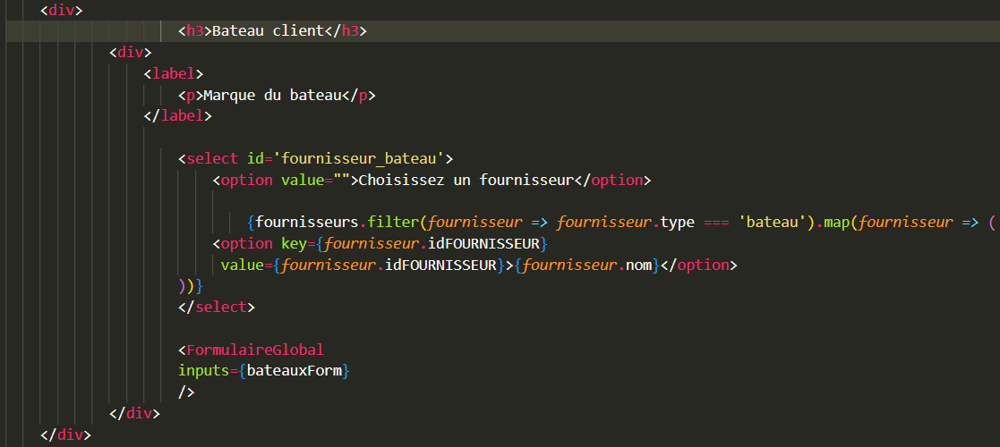 <div>
<h3>Bateau client</h3>
<div>
<label>
<p>Marque du bateau</p>
</label>
<select id='fournisseur_bateau'>
<option value="">Choisissez un fournisseur</option>
{fournisseurs.filter(fournisseur => fournisseur.type === 'bateau').map(fournisseur => (
<option key={fournisseur.idFOURNISSEUR}
value={fournisseur.idFOURNISSEUR}>{fournisseur.nom}</option>
))}
</select>
<FormulaireGlobal
inputs={bateauxForm}
/>
</div>
</div>